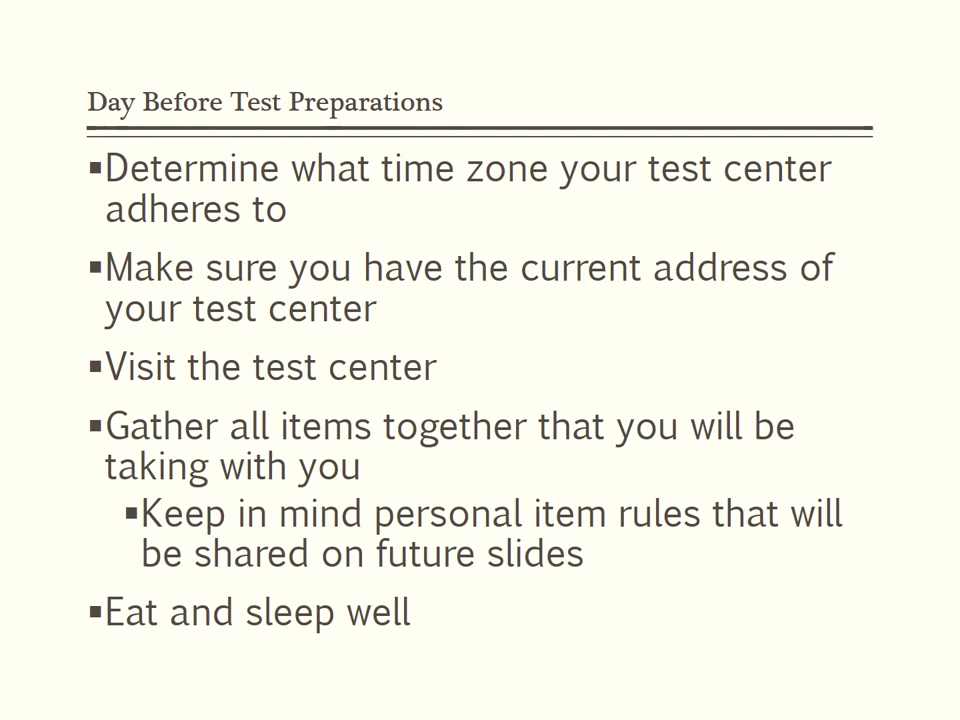 Day Before Test Preparations
▪Determine what time zone your test center
adheres to
▪Make sure you have the current address of
your test center
▪Visit the test center
▪Gather all items together that you will be
taking with you
▪Keep in mind personal item rules that will
be shared on future slides
▪Eat and sleep well